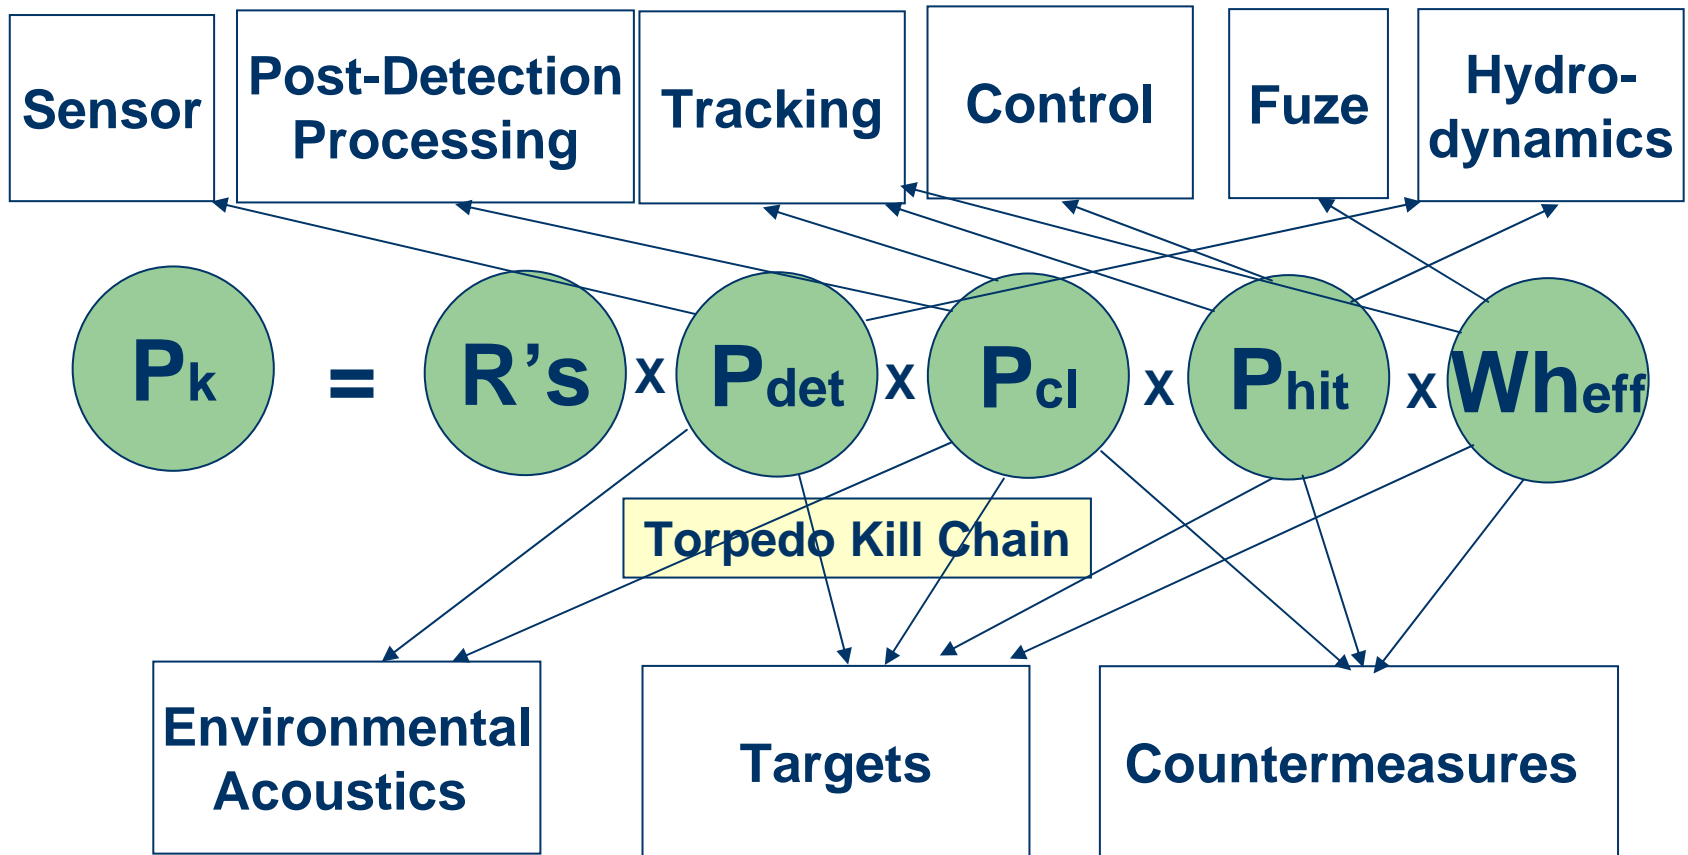 Sensor
Post-Detection
Processing
Tracking
Control
Fuze
Hydro-
dynamics
Pk = R’s x Pdet x Pcl x Phit x Wheff
Torpedo Kill Chain
Environmental
Acoustics
Targets
Countermeasures